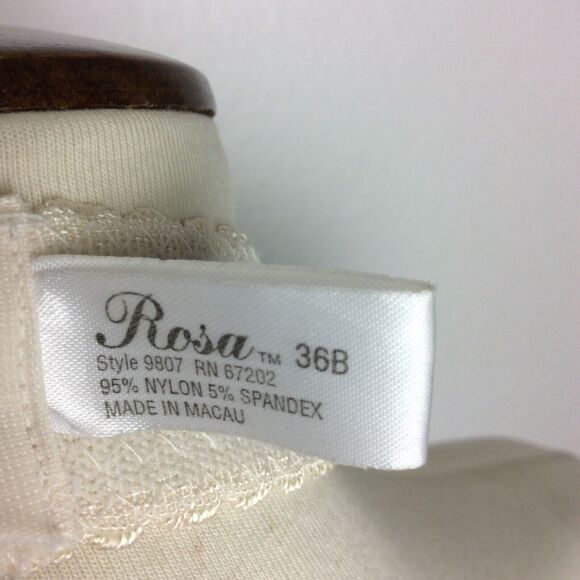 Rosa™ 36B
Style 9807 RN 67202
95% NYLON 5% SPANDEX
MADE IN MACAU